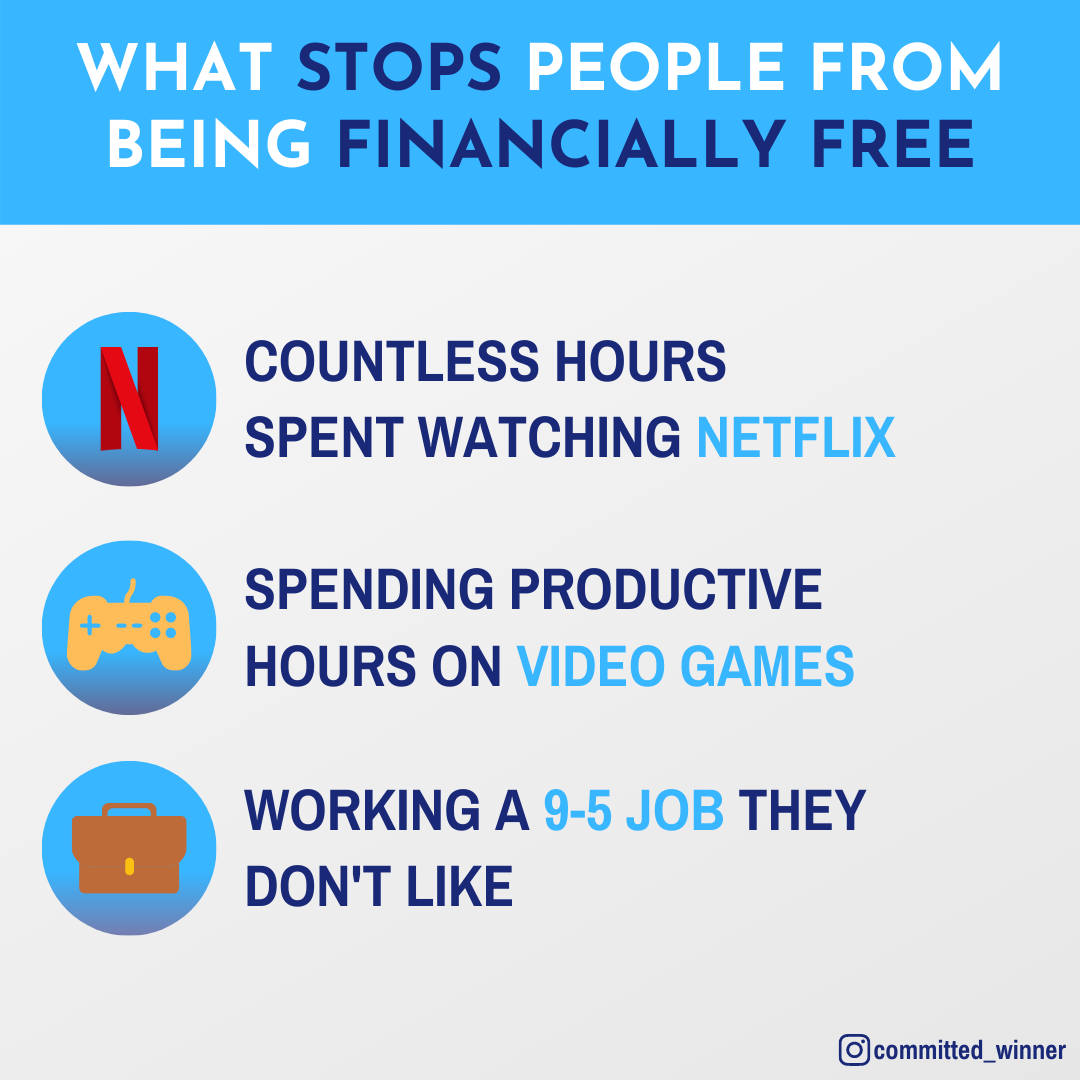 WHAT STOPS PEOPLE FROM
BEING FINANCIALLY FREE
N
COUNTLESS HOURS
SPENT WATCHING NETFLIX
SPENDING PRODUCTIVE
HOURS ON VIDEO GAMES
WORKING A 9-5 JOB THEY
DON'T LIKE
committed_winner